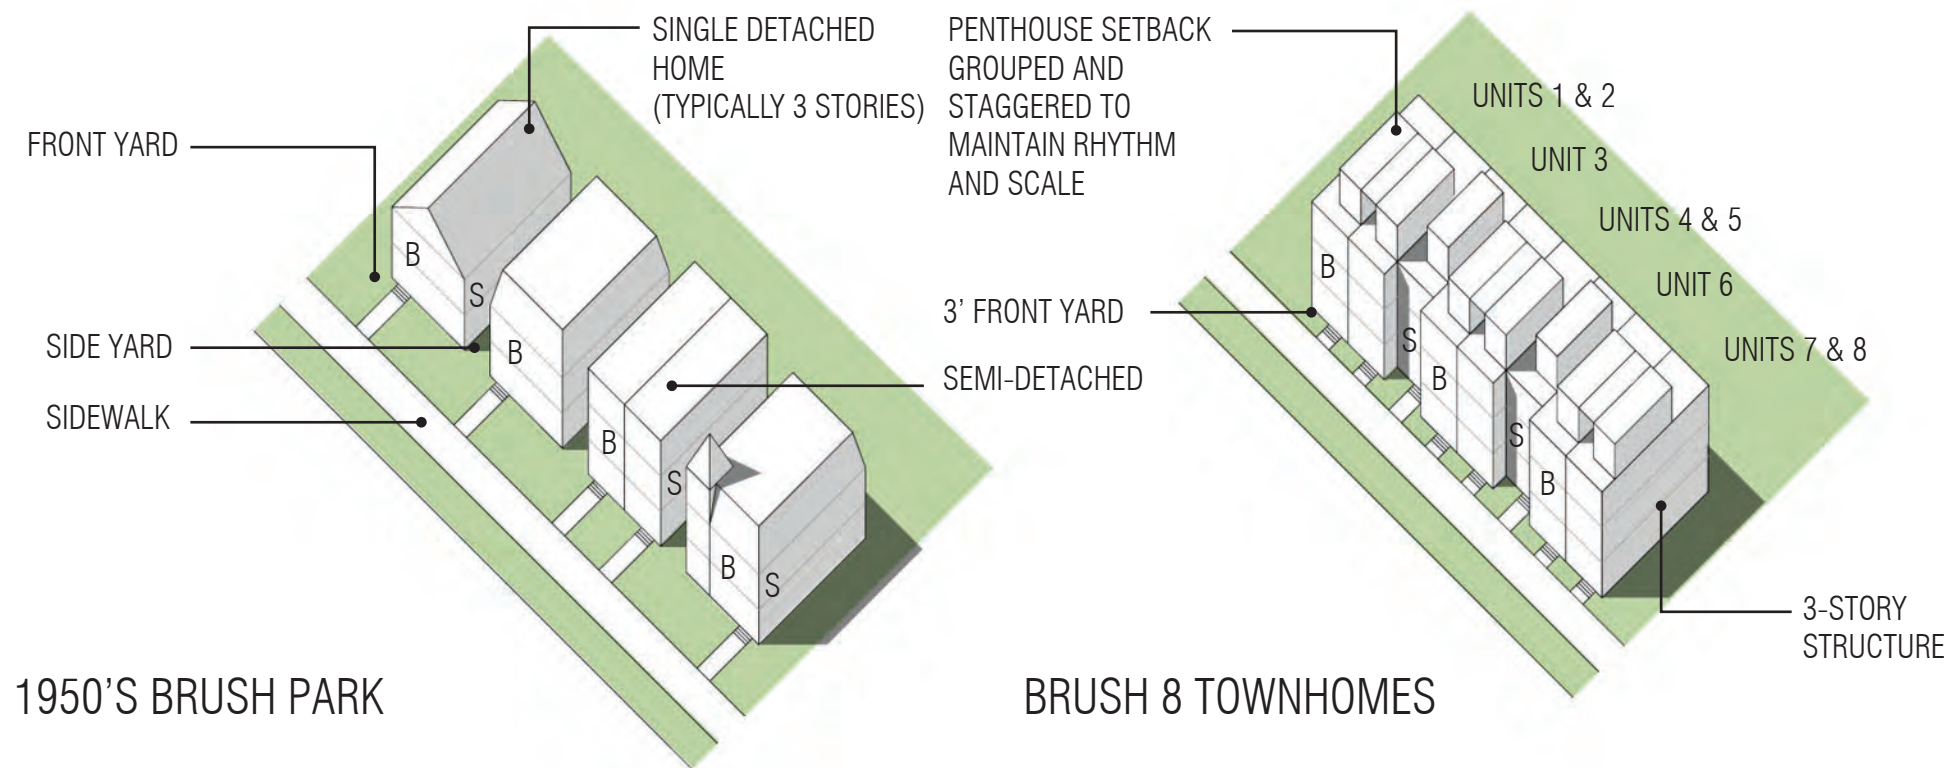 SINGLE DETACHED
HOME
(TYPICALLY 3 STORIES)
FRONT YARD
B
S
SIDE YARD
B
SIDEWALK
B
S
B
S
SEMI-DETACHED
1950'S BRUSH PARK
PENTHOUSE SETBACK
GROUPED AND
STAGGERED TO
MAINTAIN RHYTHM
AND SCALE
UNITS 1 & 2
UNIT 3
UNITS 4 & 5
UNIT 6
UNITS 7 & 8
B
3' FRONT YARD
S
B
S
B
3-STORY
STRUCTURE
BRUSH 8 TOWNHOMES